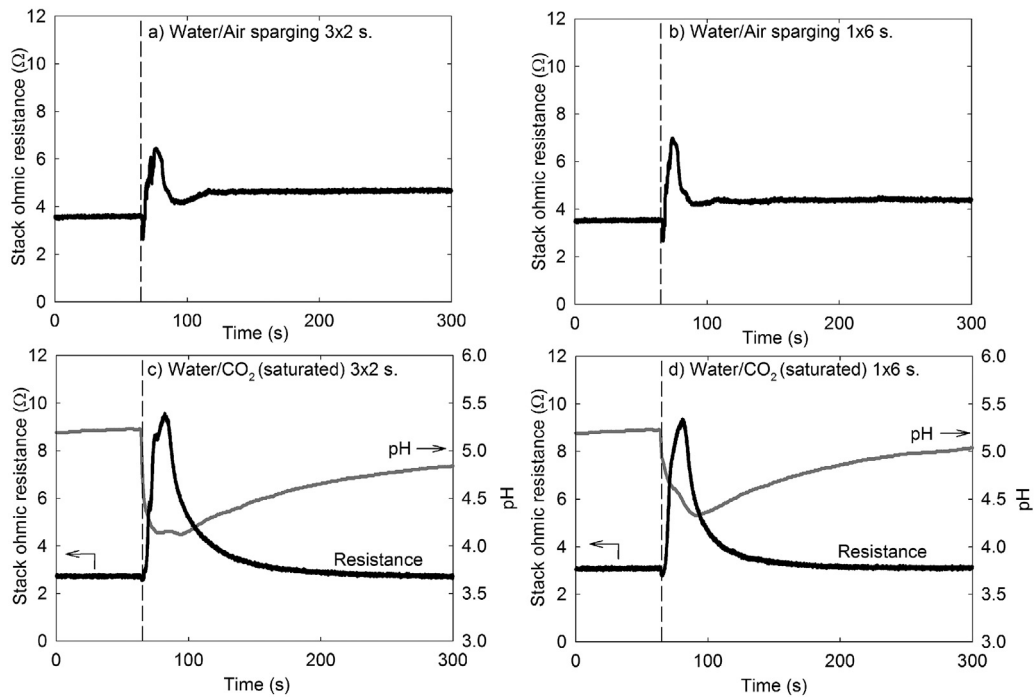 a) Water/Air sparging 3x2 s.
Stack ohmic resistance (Ω)
12
10
8
6
4
2
0
0 100 200 300
Time (s)
b) Water/Air sparging 1x6 s.
Stack ohmic resistance (Ω)
12
10
8
6
4
2
0
0 100 200 300
Time (s)
c) Water/CO₂ (saturated) 3x2 s.
Stack ohmic resistance (Ω)
12
10
8
6
4
2
0
pH
Resistance
6.0
5.5
5.0
4.5
4.0
3.5
3.0
pH
0 100 200 300
Time (s)
d) Water/CO₂ (saturated) 1x6 s.
Stack ohmic resistance (Ω)
12
10
8
6
4
2
0
pH
Resistance
6.0
5.5
5.0
4.5
4.0
3.5
3.0
pH
0 100 200 300
Time (s)